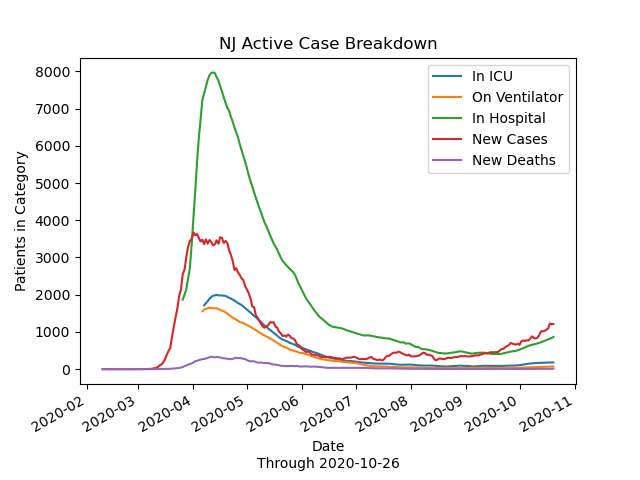 NJ Active Case Breakdown
Patients in Category
8000
7000
6000
5000
4000
3000
2000
1000
0
In ICU
On Ventilator
In Hospital
New Cases
New Deaths
2020-02
2020-03
2020-04
2020-05
2020-06
2020-07
2020-08
2020-09
2020-10
2020-11
Date
Through 2020-10-26